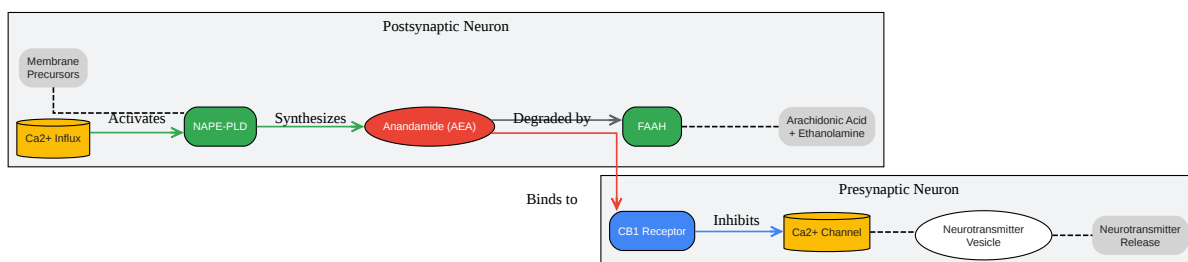 Postsynaptic Neuron
Membrane
Precursors
Activates
Ca2+ Influx
NAPE-PLD
Synthesizes
Anandamide (AEA)
Degraded by
FAAH
Arachidonic Acid
+ Ethanolamine
Presynaptic Neuron
Binds to
CB1 Receptor
Inhibits
Ca2+ Channel
Neurotransmitter
Vesicle
Neurotransmitter
Release